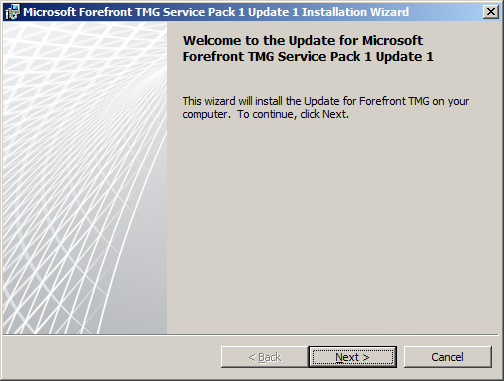 Microsoft Forefront TMG Service Pack 1 Update 1 Installation Wizard
Welcome to the Update for Microsoft
Forefront TMG Service Pack 1 Update 1
This wizard will install the Update for Forefront TMG on your
computer. To continue, click Next.
< Back Next > Cancel